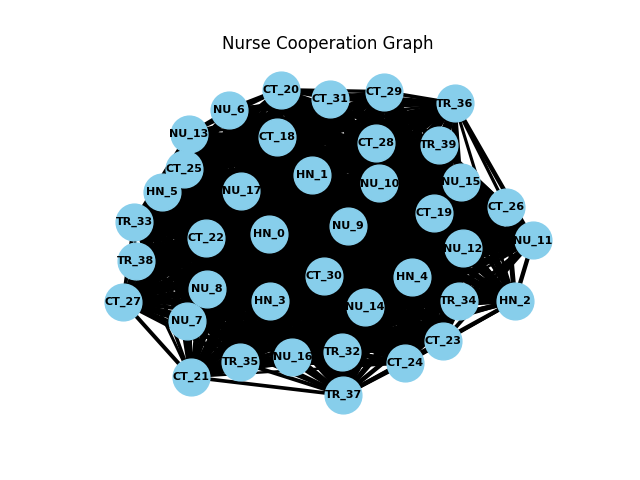 Nurse Cooperation Graph
CT_20
CT_29
CT_31
TR_36
NU_6
NU_13
CT_18
CT_28
TR_39
CT_25
HN_1
NU_10
NU_15
HN_5
NU_17
CT_26
CT_19
TR_33
NU_9
HN_0
CT_22
NU_11
NU_12
TR_38
CT_30
HN_4
NU_8
CT_27
HN_3
NU_14
TR_34
HN_2
NU_7
CT_23
TR_32
NU_16
TR_35
CT_24
CT_21
TR_37